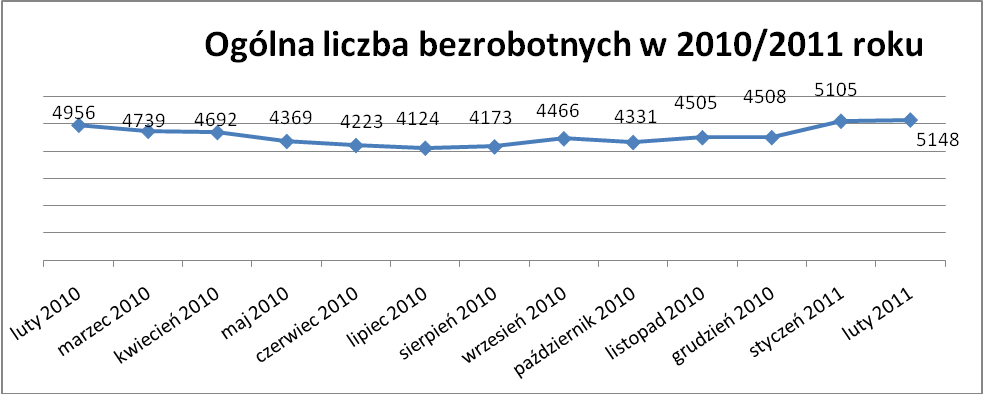 Ogólna liczba bezrobotnych w 2010/2011 roku
4956
4739
4692
4369
4223
4124
4173
4466
4331
4505
4508
5105
5148
luty 2010
marzec 2010
kwiecień 2010
maj 2010
czerwiec 2010
lipiec 2010
sierpień 2010
wrzesień 2010
październik 2010
listopad 2010
grudzień 2010
styczeń 2011
luty 2011